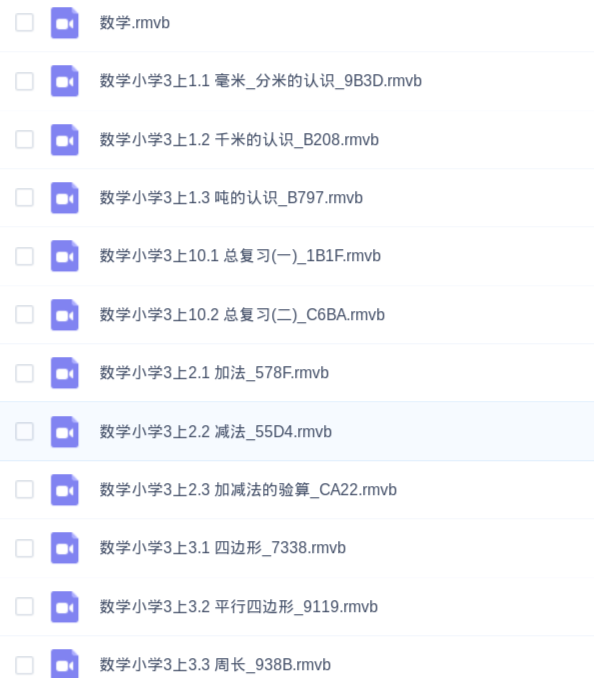 数学.rmvb
数学小学3上1.1 毫米_分米的认识_9B3D.rmvb
数学小学3上1.2 千米的认识_B208.rmvb
数学小学3上1.3 吨的认识_B797.rmvb
数学小学3上10.1 总复习(一)_1B1F.rmvb
数学小学3上10.2 总复习(二)_C6BA.rmvb
数学小学3上2.1 加法_578F.rmvb
数学小学3上2.2 减法_55D4.rmvb
数学小学3上2.3 加减法的验算_CA22.rmvb
数学小学3上3.1 四边形_7338.rmvb
数学小学3上3.2 平行四边形_9119.rmvb
数学小学3上3.3 周长_938B.rmvb